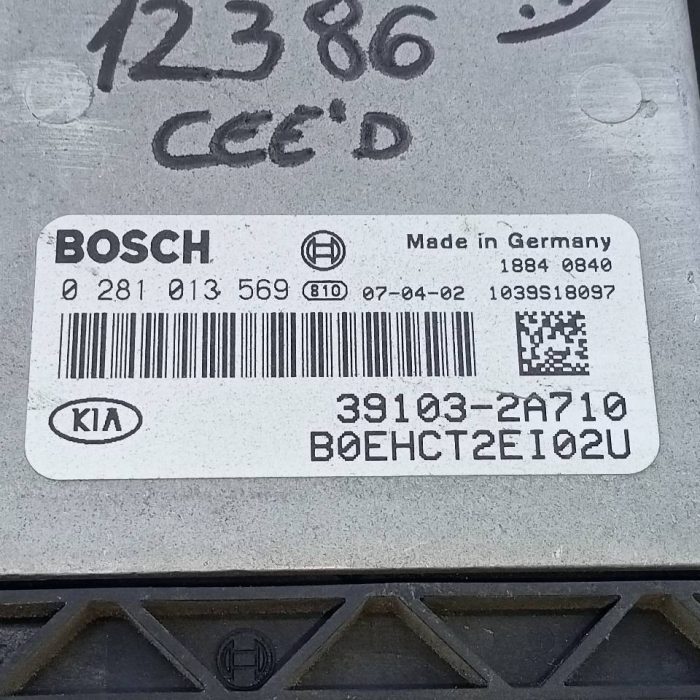 12386
CEE'D
BOSCH Made in Germany
1884 0840
0 281 013 569 810 07-04-02 1039S18097
KIA 39103-2A710
B0EHCT2EI02U